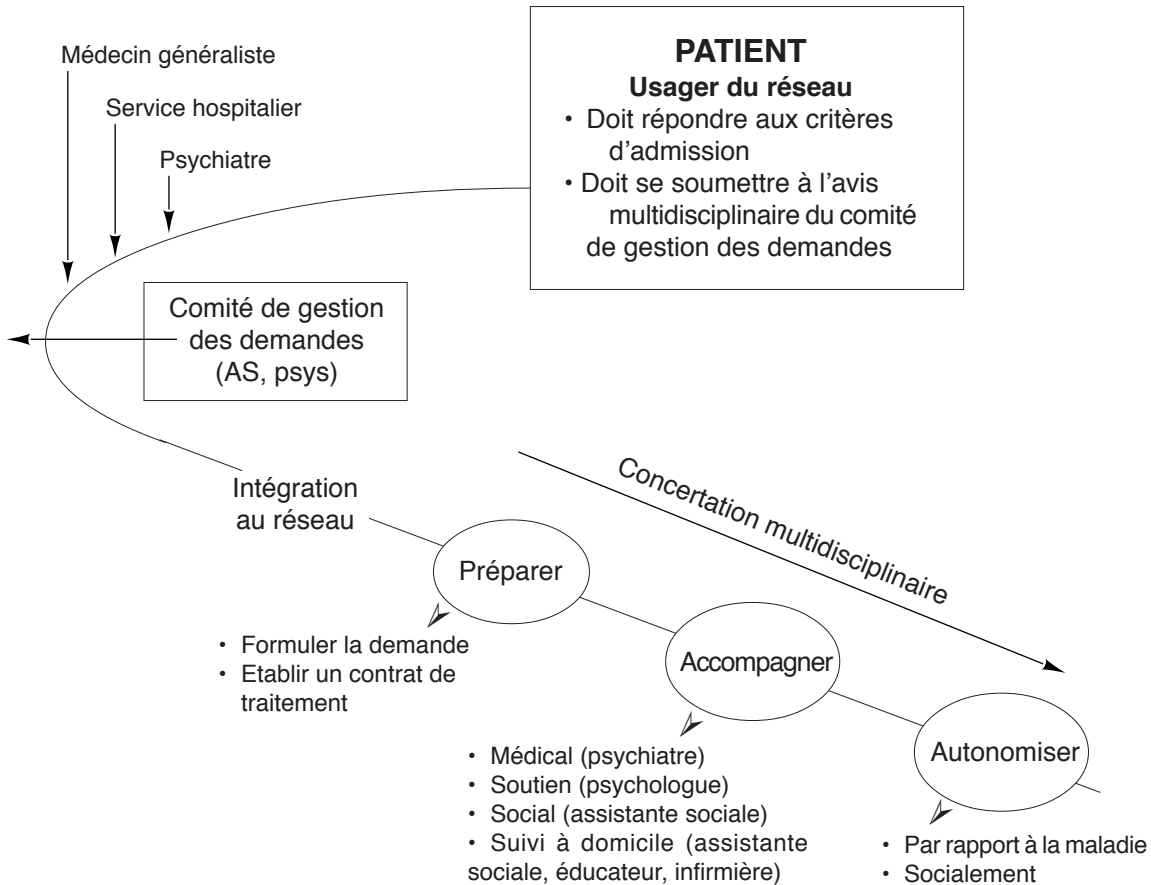 Médecin généraliste
Service hospitalier
Psychiatre
PATIENT
Usager du réseau
• Doit répondre aux critères
d’admission
• Doit se soumettre à l’avis
multidisciplinaire du comité
de gestion des demandes
Comité de gestion
des demandes
(AS, psys)
Intégration
au réseau
Concertation multidisciplinaire
Préparer
• Formuler la demande
• Etablir un contrat de
traitement
Accompagner
• Médical (psychiatre)
• Soutien (psychologue)
• Social (assistante sociale)
• Suivi à domicile (assistante
sociale, éducateur, infirmière)
Autonomiser
• Par rapport à la maladie
• Socialement